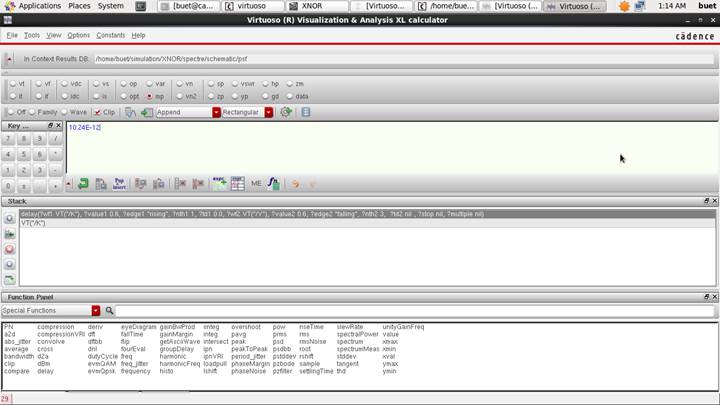 Applications Places System [buet@ca... virtuoso XNOR [Virtuoso... /home/bue... [Virtuoso (... Virtuoso (... 1:14 AM buet
Virtuoso (R) Visualization & Analysis XL calculator
File Tools View Options Constants Help cādence
In Context Results DB: /home/buet/simulation/XNOR/spectre/schematic/psf
vt vf vdc vs op var vn sp vswr hp zm
it if idc is opt mp vn2 zp yp gd data
Off Family Wave Clip Append Rectangular
Key ...
7 8 9 /
4 5 6 *
1 2 3 -
0 ± . +
10.24E-12
Pop Insert expr ME
Stack
delay(?wf1 VT("/K"), ?value1 0.6, ?edge1 "rising", ?nth1 1, ?td1 0.0, ?wf2 VT("/Y"), ?value2 0.6, ?edge2 "falling", ?nth2 3, ?td2 nil , ?stop nil, ?multiple nil)
VT("/K")
Function Panel
Special Functions
PN compression deriv eyeDiagram gainBwProd iinteg overshoot pow riseTime slewRate unityGainFreq
a2d compressionVRI dft fallTime gainMargin integ pavg prms rms spectralPower value
abs_jitter convolve dftbb flip getAsciiWave intersect peak psd rmsNoise spectrum xmax
average cross dnl fourEval groupDelay ipn peakToPeak psdbb root spectrumMeas xmin
bandwidth d2a dutyCycle freq harmonic ipnVRI period_jitter pstddev rshift stddev xval
clip dBm evmQAM freq_jitter harmonicFreq loadpull phaseMargin pzbode sample tangent ymax
compare delay evmQpsk frequency histo lshift phaseNoise pzfilter settlingTime thd ymin
29